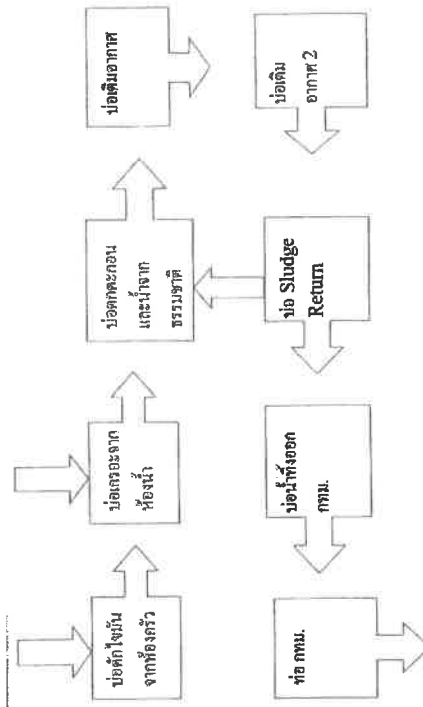 บ่อดักไขมัน
จากห้องครัว
บ่อเกรอะจาก
ห้องน้ำ
บ่อตกตะกอน
และน้ำจาก
ธรรมชาติ
บ่อเติมอากาศ
บ่อเติม
อากาศ 2
บ่อ Sludge
Return
บ่อน้ำทิ้งออก
กทม.
ท่อ กทม.